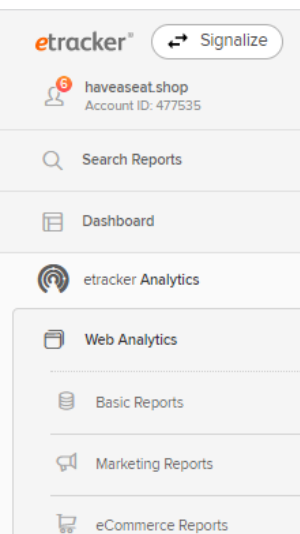 etracker® Signalize
6
haveaseat.shop
Account ID: 477535
Search Reports
Dashboard
etracker Analytics
Web Analytics
Basic Reports
Marketing Reports
eCommerce Reports